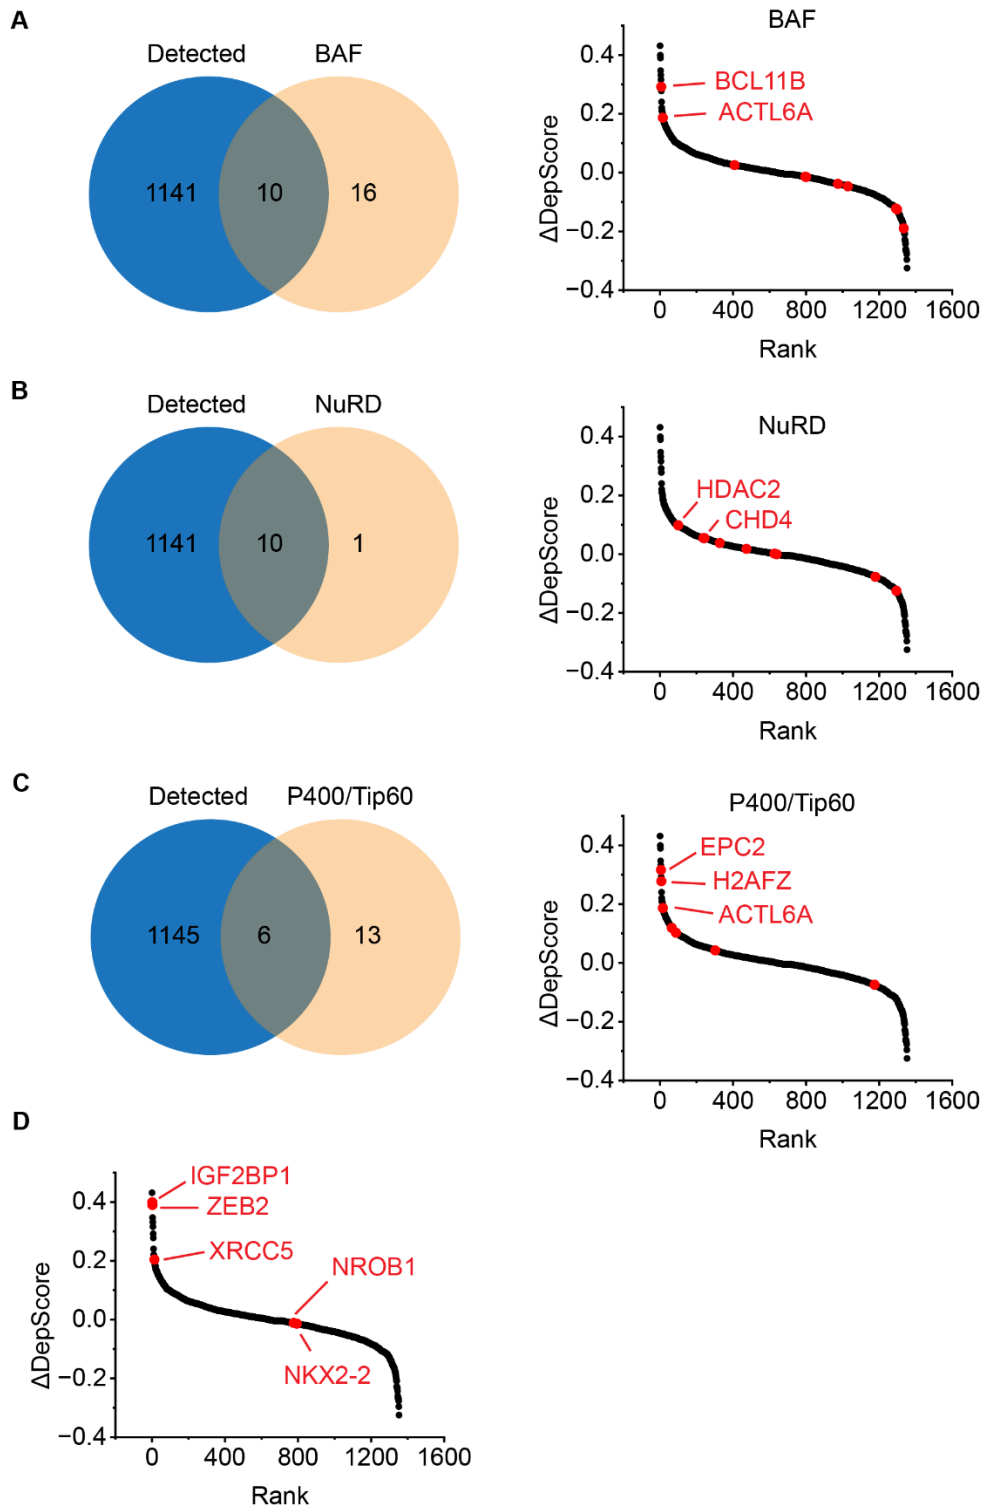 A
Detected BAF
1141 10 16
BAF
BCL11B
ACTL6A
ΔDepScore
0.4
0.2
0.0
−0.2
−0.4
0 400 800 1200 1600
Rank
B
Detected NuRD
1141 10 1
NuRD
HDAC2
CHD4
ΔDepScore
0.4
0.2
0.0
−0.2
−0.4
0 400 800 1200 1600
Rank
C
Detected P400/Tip60
1145 6 13
P400/Tip60
EPC2
H2AFZ
ACTL6A
ΔDepScore
0.4
0.2
0.0
−0.2
−0.4
0 400 800 1200 1600
Rank
D
IGF2BP1
ZEB2
XRCC5
NROB1
NKX2-2
ΔDepScore
0.4
0.2
0.0
−0.2
−0.4
0 400 800 1200 1600
Rank